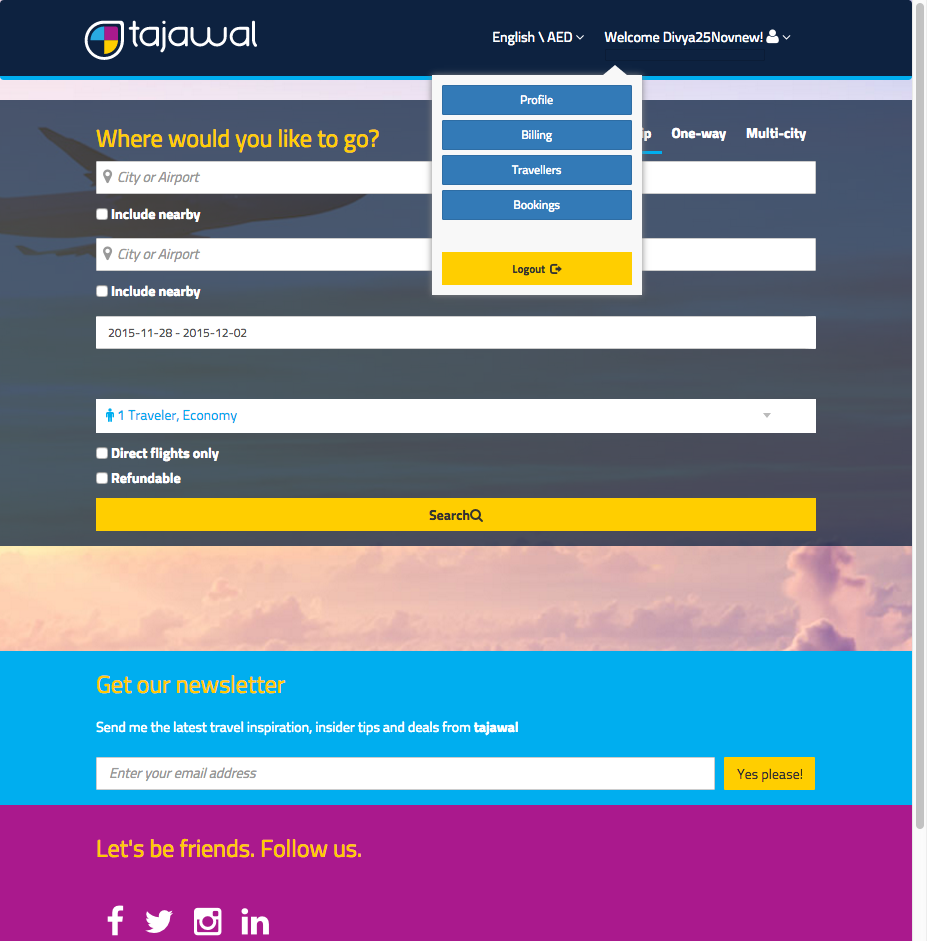 tajawal
English \ AED
Welcome Divya25Novnew!
Profile
Billing
Travellers
Bookings
Logout
Where would you like to go?
ip
One-way
Multi-city
City or Airport
Include nearby
City or Airport
Include nearby
2015-11-28 - 2015-12-02
1 Traveler, Economy
Direct flights only
Refundable
Search
Get our newsletter
Send me the latest travel inspiration, insider tips and deals from tajawal
Enter your email address
Yes please!
Let's be friends. Follow us.